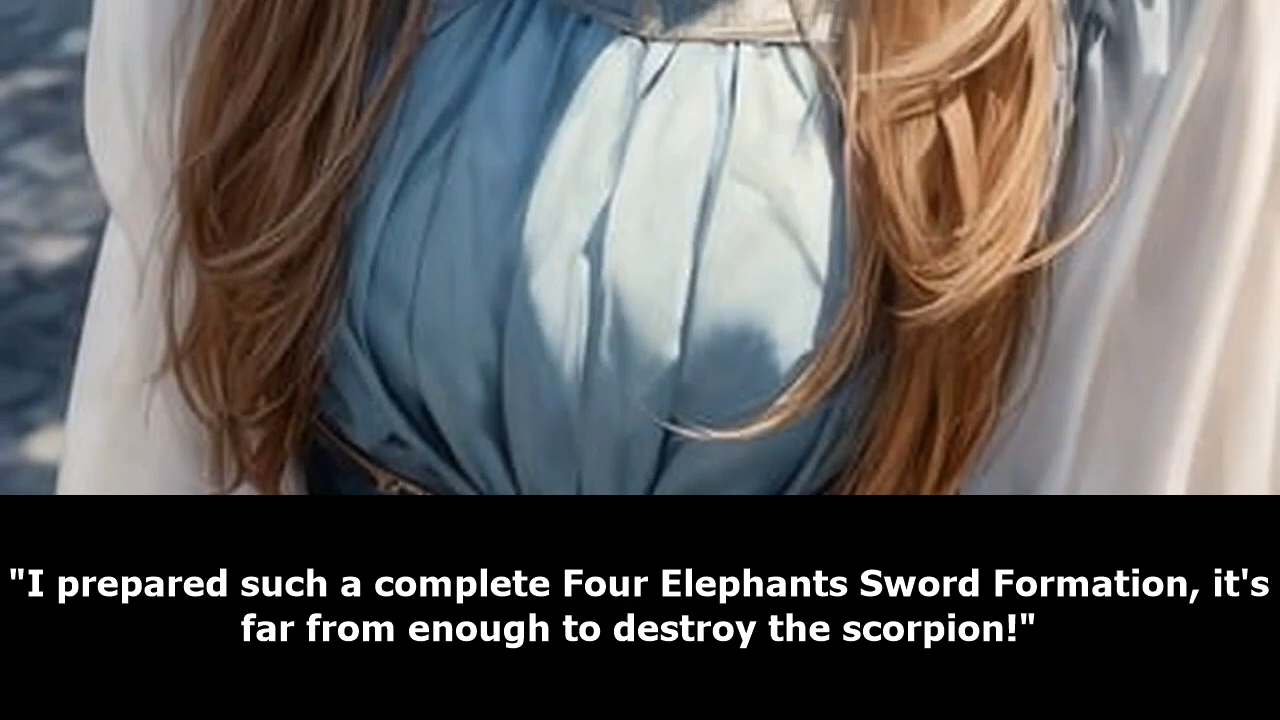 "I prepared such a complete Four Elephants Sword Formation, it's
far from enough to destroy the scorpion!"